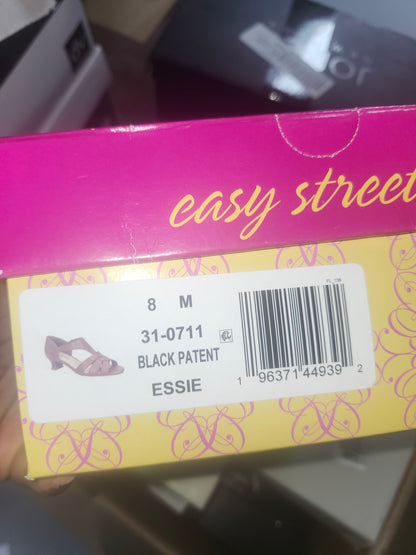 easy street
8 M
31-0711
BLACK PATENT
ESSIE
1 96371 44939 2